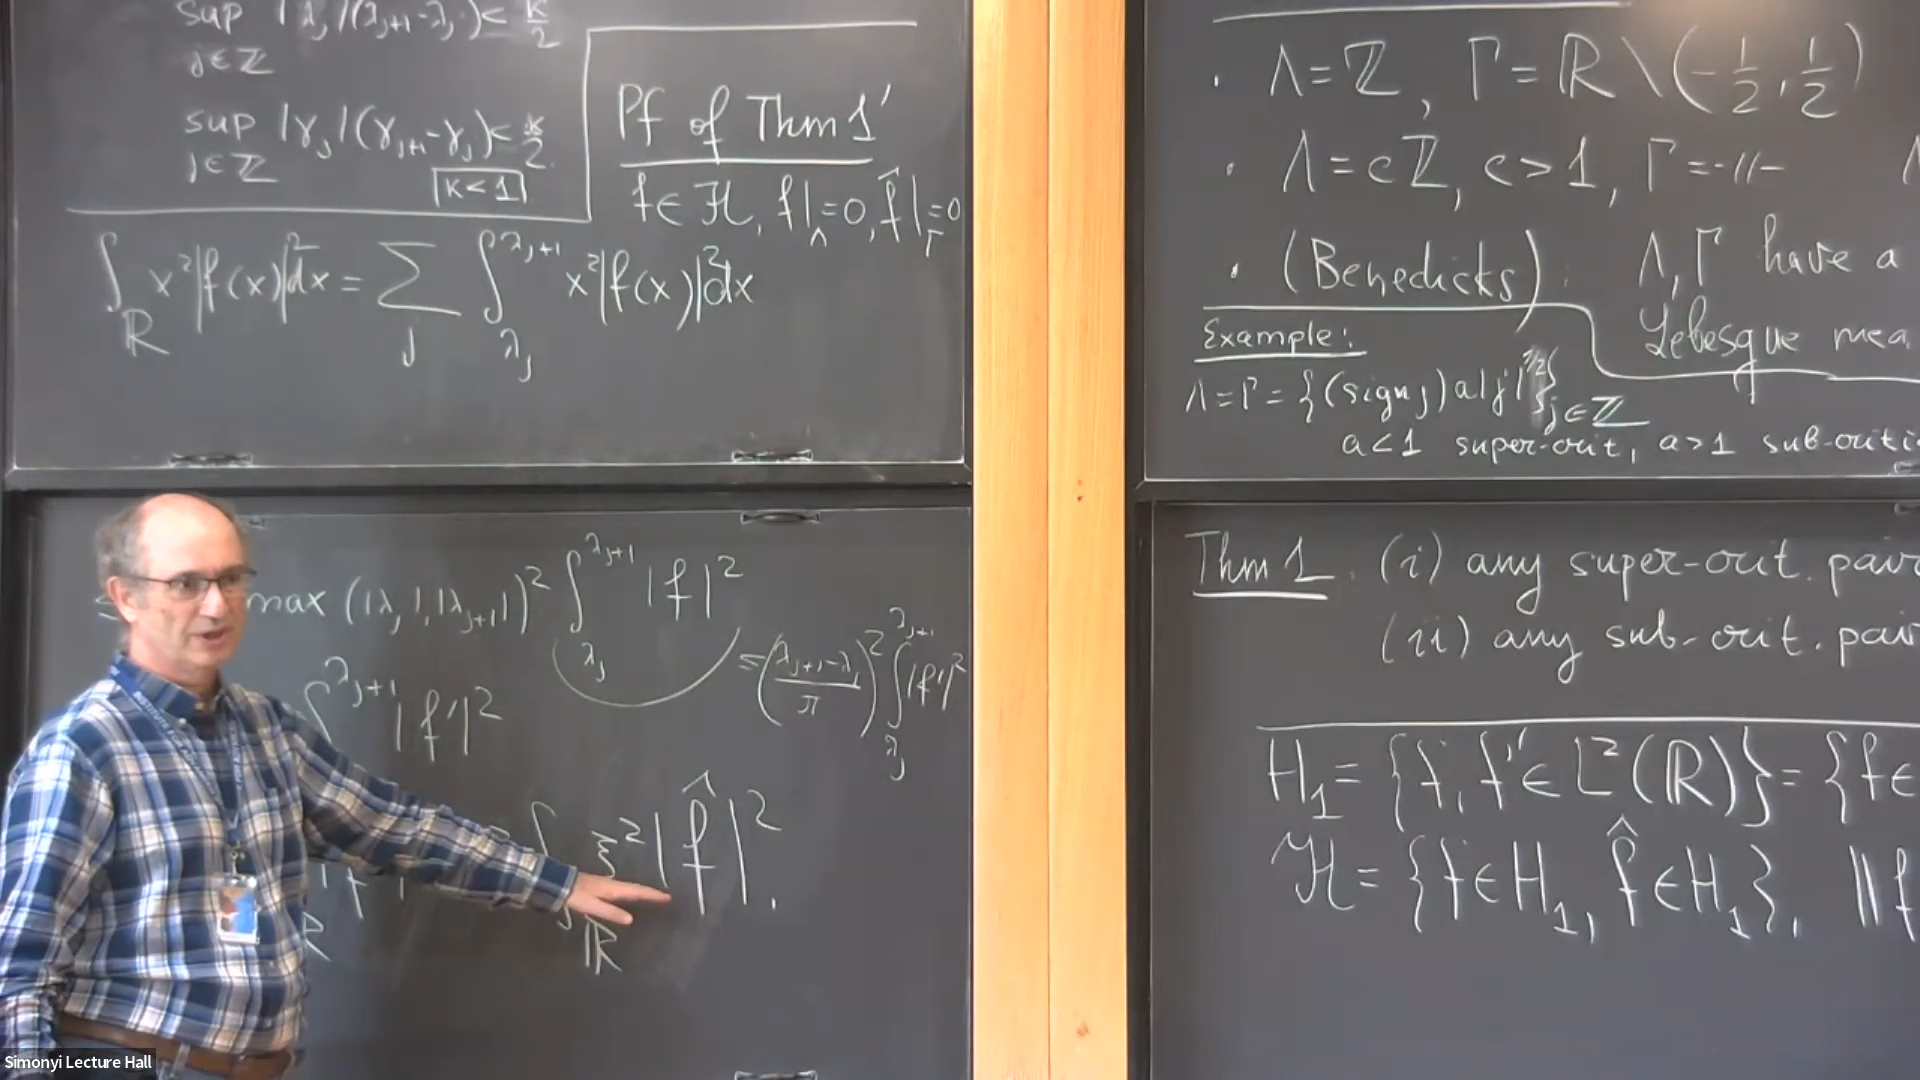 sup |λ_j|(λ_{j+1}-λ_j)≤ κ/2
j∈ℤ
sup |γ_j|(γ_{j+1}-γ_j)≤ κ/2.
j∈ℤ
κ<1
Pf of Thm 1'
f∈ℋ, f|_Λ=0, f̂|_Γ=0
∫_ℝ x²|f(x)|²dx = Σ_j ∫_{λ_j}^{λ_{j+1}} x²|f(x)|²dx
max (|λ_j|,|λ_{j+1}|)² ∫_{λ_j}^{λ_{j+1}} |f|²
≤ ((λ_{j+1}-λ_j)/π)² ∫_{λ_j}^{λ_{j+1}} |f'|²
∫^{λ_{j+1}} |f'|²
∫_ℝ ξ²|f̂|².
· Λ=ℤ, Γ=ℝ\(-1/2,1/2)
· Λ=cℤ, c>1, Γ=-//-
· (Benedicks): Λ,Γ have a
Lebesgue mea
Example:
Λ=Γ={(sign j)a|j|^{1/2}}_{j∈ℤ}
a<1 super-crit, a>1 sub-criti
Thm 1. (i) any super-crit. pair
(ii) any sub-crit. pair
H_1={f, f'∈L²(ℝ)}={f∈
ℋ={f∈H_1, f̂∈H_1}, ||f
Simonyi Lecture Hall